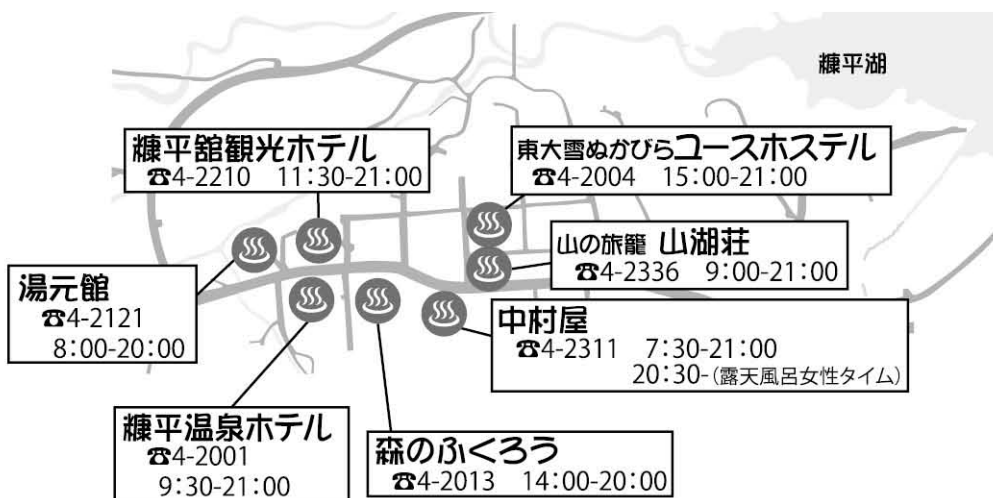 糠平湖
糠平舘観光ホテル
☎4-2210 11:30-21:00
東大雪ぬかびらユースホステル
☎4-2004 15:00-21:00
山の旅籠 山湖荘
☎4-2336 9:00-21:00
湯元館
☎4-2121
8:00-20:00
中村屋
☎4-2311 7:30-21:00
20:30-(露天風呂女性タイム)
糠平温泉ホテル
☎4-2001
9:30-21:00
森のふくろう
☎4-2013 14:00-20:00